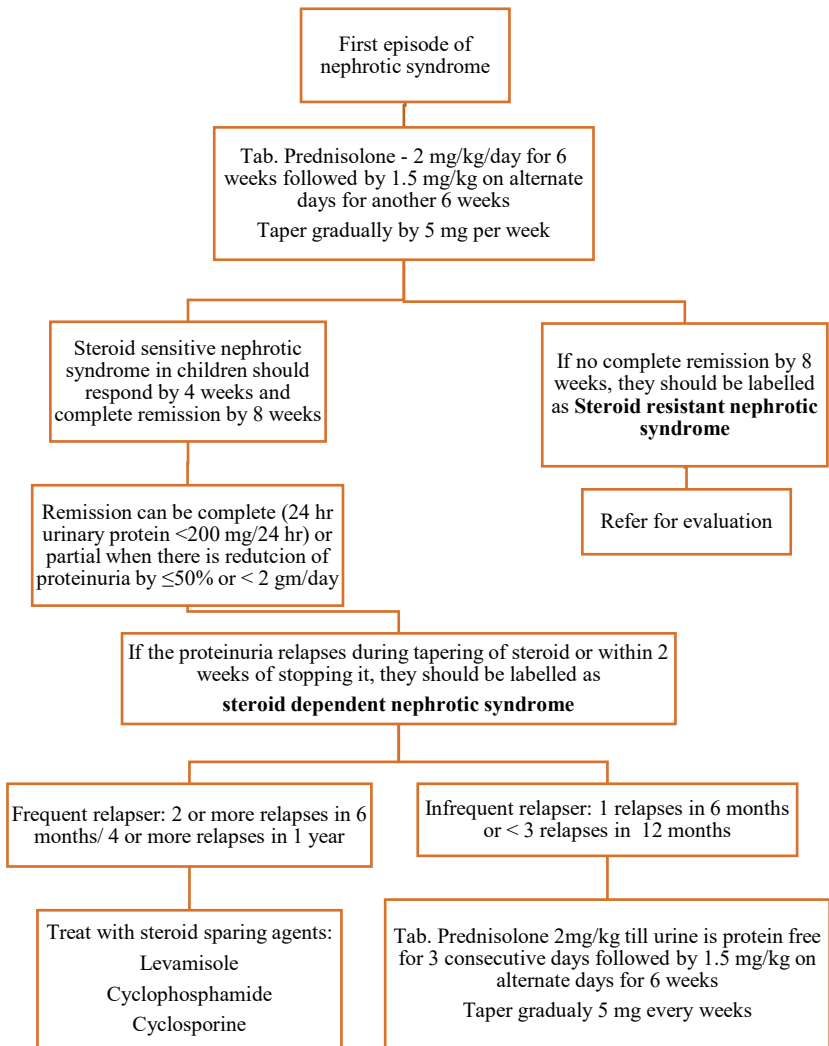 First episode of
nephrotic syndrome
Tab. Prednisolone - 2 mg/kg/day for 6
weeks followed by 1.5 mg/kg on alternate
days for another 6 weeks
Taper gradually by 5 mg per week
Steroid sensitive nephrotic
syndrome in children should
respond by 4 weeks and
complete remission by 8 weeks
If no complete remission by 8
weeks, they should be labelled
as Steroid resistant nephrotic
syndrome
Remission can be complete (24 hr
urinary protein <200 mg/24 hr) or
partial when there is redutcion of
proteinuria by ≤50% or < 2 gm/day
Refer for evaluation
If the proteinuria relapses during tapering of steroid or within 2
weeks of stopping it, they should be labelled as
steroid dependent nephrotic syndrome
Frequent relapser: 2 or more relapses in 6
months/ 4 or more relapses in 1 year
Infrequent relapser: 1 relapses in 6 months
or < 3 relapses in 12 months
Treat with steroid sparing agents:
Levamisole
Cyclophosphamide
Cyclosporine
Tab. Prednisolone 2mg/kg till urine is protein free
for 3 consecutive days followed by 1.5 mg/kg on
alternate days for 6 weeks
Taper gradualy 5 mg every weeks